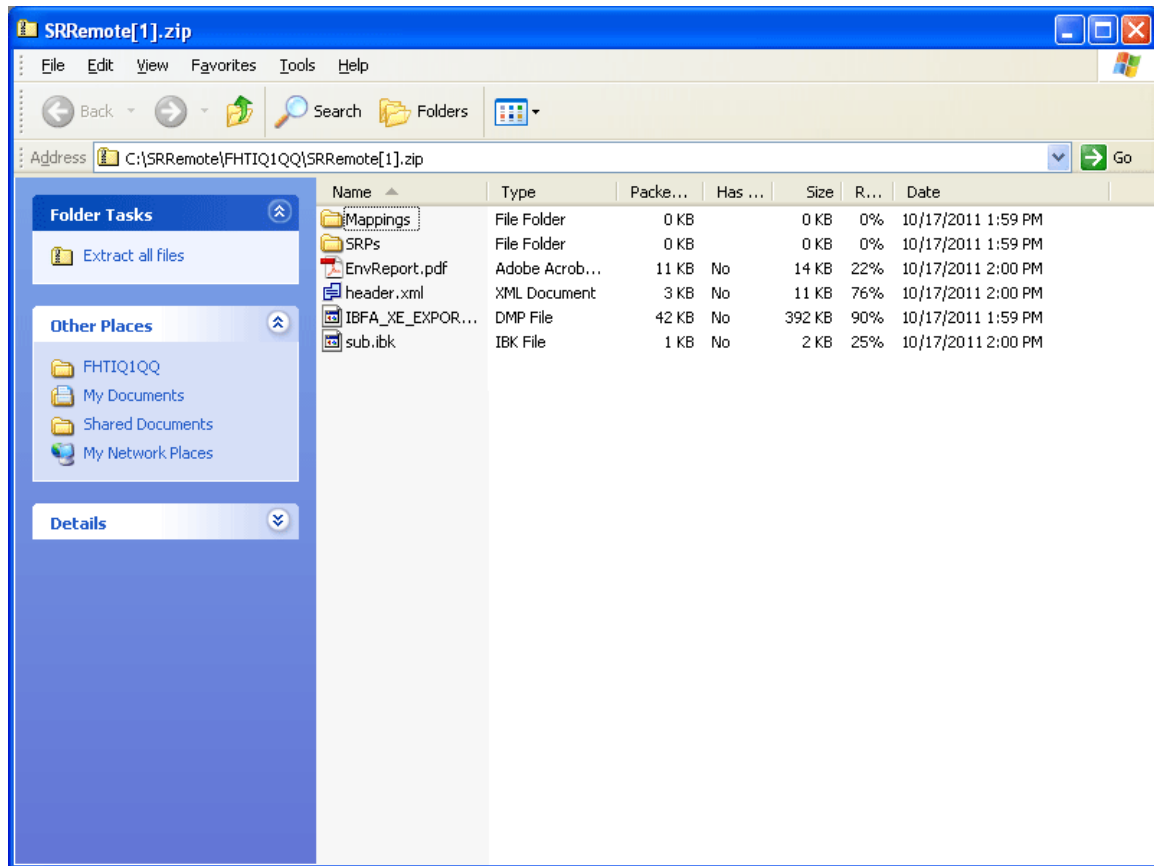 SRRemote[1].zip
File Edit View Favorites Tools Help
Back Search Folders
Address C:\SRRemote\FHTIQ1QQ\SRRemote[1].zip Go
Folder Tasks
Extract all files
Other Places
FHTIQ1QQ
My Documents
Shared Documents
My Network Places
Details
Name Type Packe... Has ... Size R... Date
Mappings File Folder 0 KB 0 KB 0% 10/17/2011 1:59 PM
SRPs File Folder 0 KB 0 KB 0% 10/17/2011 1:59 PM
EnvReport.pdf Adobe Acrob... 11 KB No 14 KB 22% 10/17/2011 2:00 PM
header.xml XML Document 3 KB No 11 KB 76% 10/17/2011 2:00 PM
IBFA_XE_EXPOR... DMP File 42 KB No 392 KB 90% 10/17/2011 1:59 PM
sub.ibk IBK File 1 KB No 2 KB 25% 10/17/2011 2:00 PM